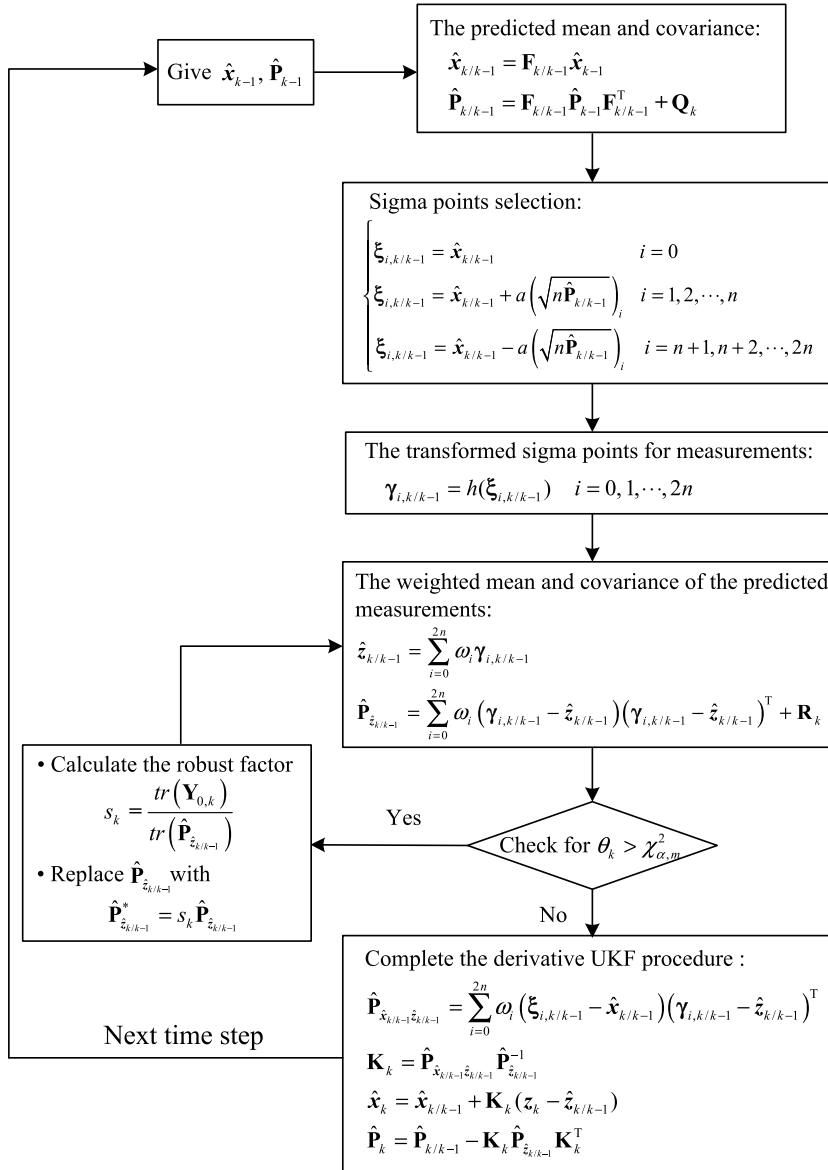 Give x̂_{k-1}, P̂_{k-1}
The predicted mean and covariance:
x̂_{k/k-1} = F_{k/k-1} x̂_{k-1}
P̂_{k/k-1} = F_{k/k-1} P̂_{k-1} F^T_{k/k-1} + Q_k
Sigma points selection:
ξ_{i,k/k-1} = x̂_{k/k-1} i = 0
ξ_{i,k/k-1} = x̂_{k/k-1} + a(√(nP̂_{k/k-1}))_i i = 1, 2, ⋯, n
ξ_{i,k/k-1} = x̂_{k/k-1} - a(√(nP̂_{k/k-1}))_i i = n+1, n+2, ⋯, 2n
The transformed sigma points for measurements:
γ_{i,k/k-1} = h(ξ_{i,k/k-1}) i = 0, 1, ⋯, 2n
The weighted mean and covariance of the predicted
measurements:
ẑ_{k/k-1} = ∑_{i=0}^{2n} ω_i γ_{i,k/k-1}
P̂_{ẑ_{k/k-1}} = ∑_{i=0}^{2n} ω_i (γ_{i,k/k-1} - ẑ_{k/k-1})(γ_{i,k/k-1} - ẑ_{k/k-1})^T + R_k
Check for θ_k > χ²_{α,m}
Yes
No
• Calculate the robust factor
s_k = tr(Y_{0,k}) / tr(P̂_{ẑ_{k/k-1}})
• Replace P̂_{ẑ_{k/k-1}} with
P̂*_{ẑ_{k/k-1}} = s_k P̂_{ẑ_{k/k-1}}
Complete the derivative UKF procedure :
P̂_{x̂_{k/k-1}ẑ_{k/k-1}} = ∑_{i=0}^{2n} ω_i (ξ_{i,k/k-1} - x̂_{k/k-1})(γ_{i,k/k-1} - ẑ_{k/k-1})^T
K_k = P̂_{x̂_{k/k-1}ẑ_{k/k-1}} P̂^{-1}_{ẑ_{k/k-1}}
x̂_k = x̂_{k/k-1} + K_k(z_k - ẑ_{k/k-1})
P̂_k = P̂_{k/k-1} - K_k P̂_{ẑ_{k/k-1}} K_k^T
Next time step